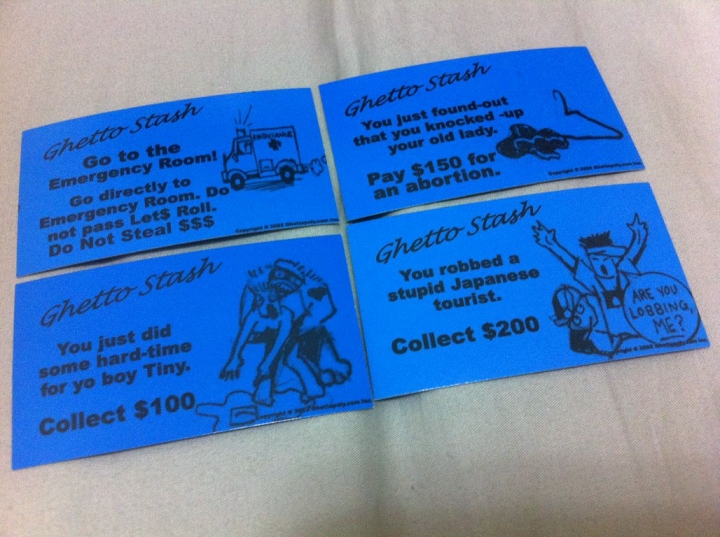 Ghetto Stash
Go to the
Emergency Room!
Go directly to
Emergency Room. Do
not pass Let$ Roll.
Do Not Steal $$$
Ghetto Stash
You just found-out
that you knocked -up
your old lady.
Pay $150 for
an abortion.
Ghetto Stash
You just did
some hard-time
for yo boy Tiny.
Collect $100
Ghetto Stash
You robbed a
stupid Japanese
tourist.
Collect $200
ARE YOU
LOBBING,
ME?